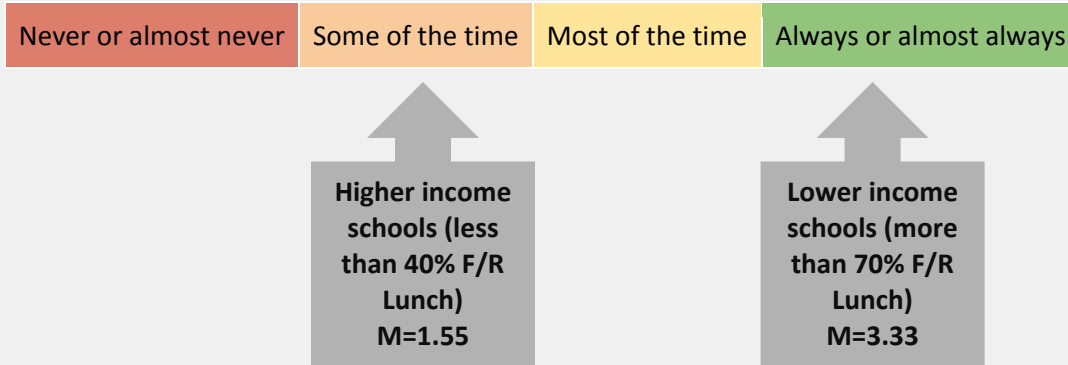 Never or almost never Some of the time Most of the time Always or almost always
Higher income
schools (less
than 40% F/R
Lunch)
M=1.55
Lower income
schools (more
than 70% F/R
Lunch)
M=3.33